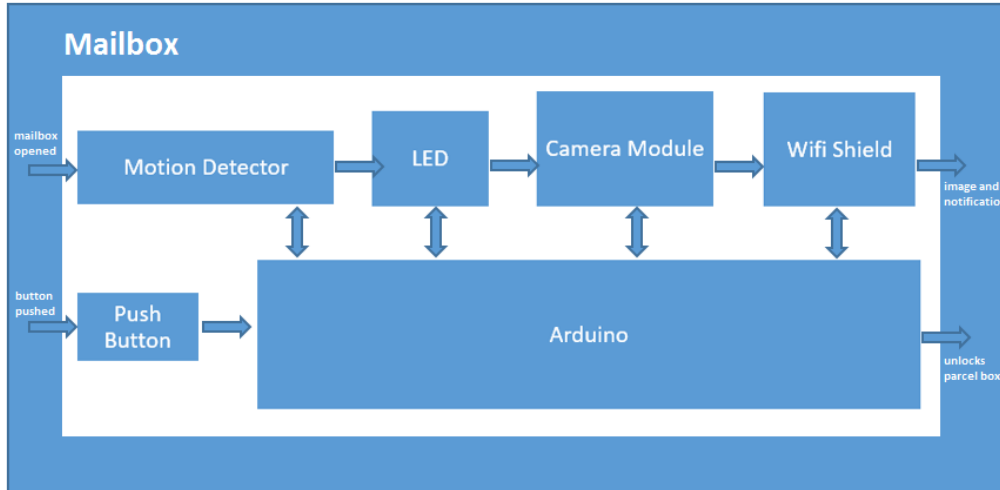 Mailbox
mailbox
opened
Motion Detector
LED
Camera Module
Wifi Shield
image and
notification
button
pushed
Push
Button
Arduino
unlocks
parcel box